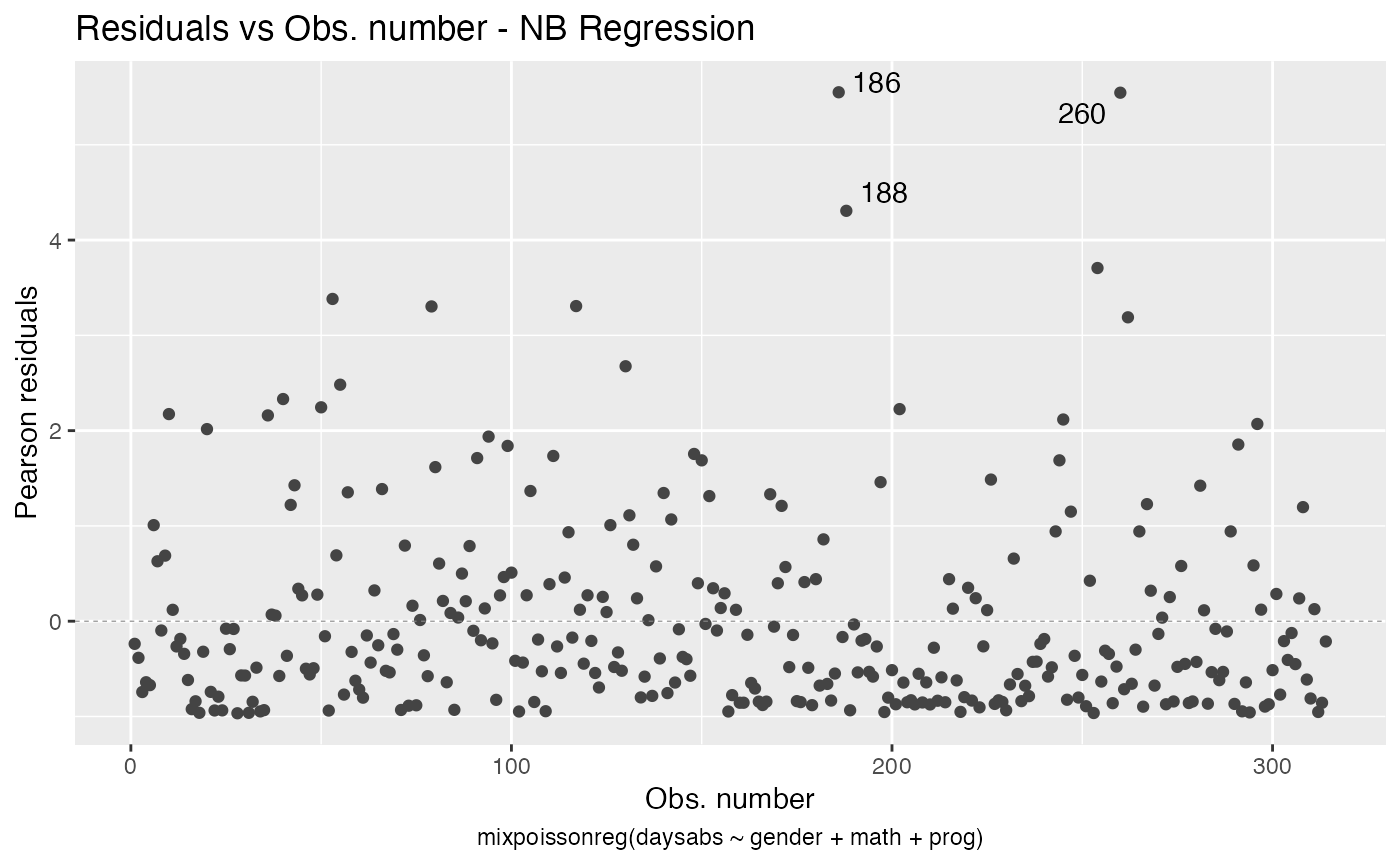 Residuals vs Obs. number - NB Regression
186
260
188
4
2
0
Pearson residuals
0 100 200 300
Obs. number
mixpoissonreg(daysabs ~ gender + math + prog)